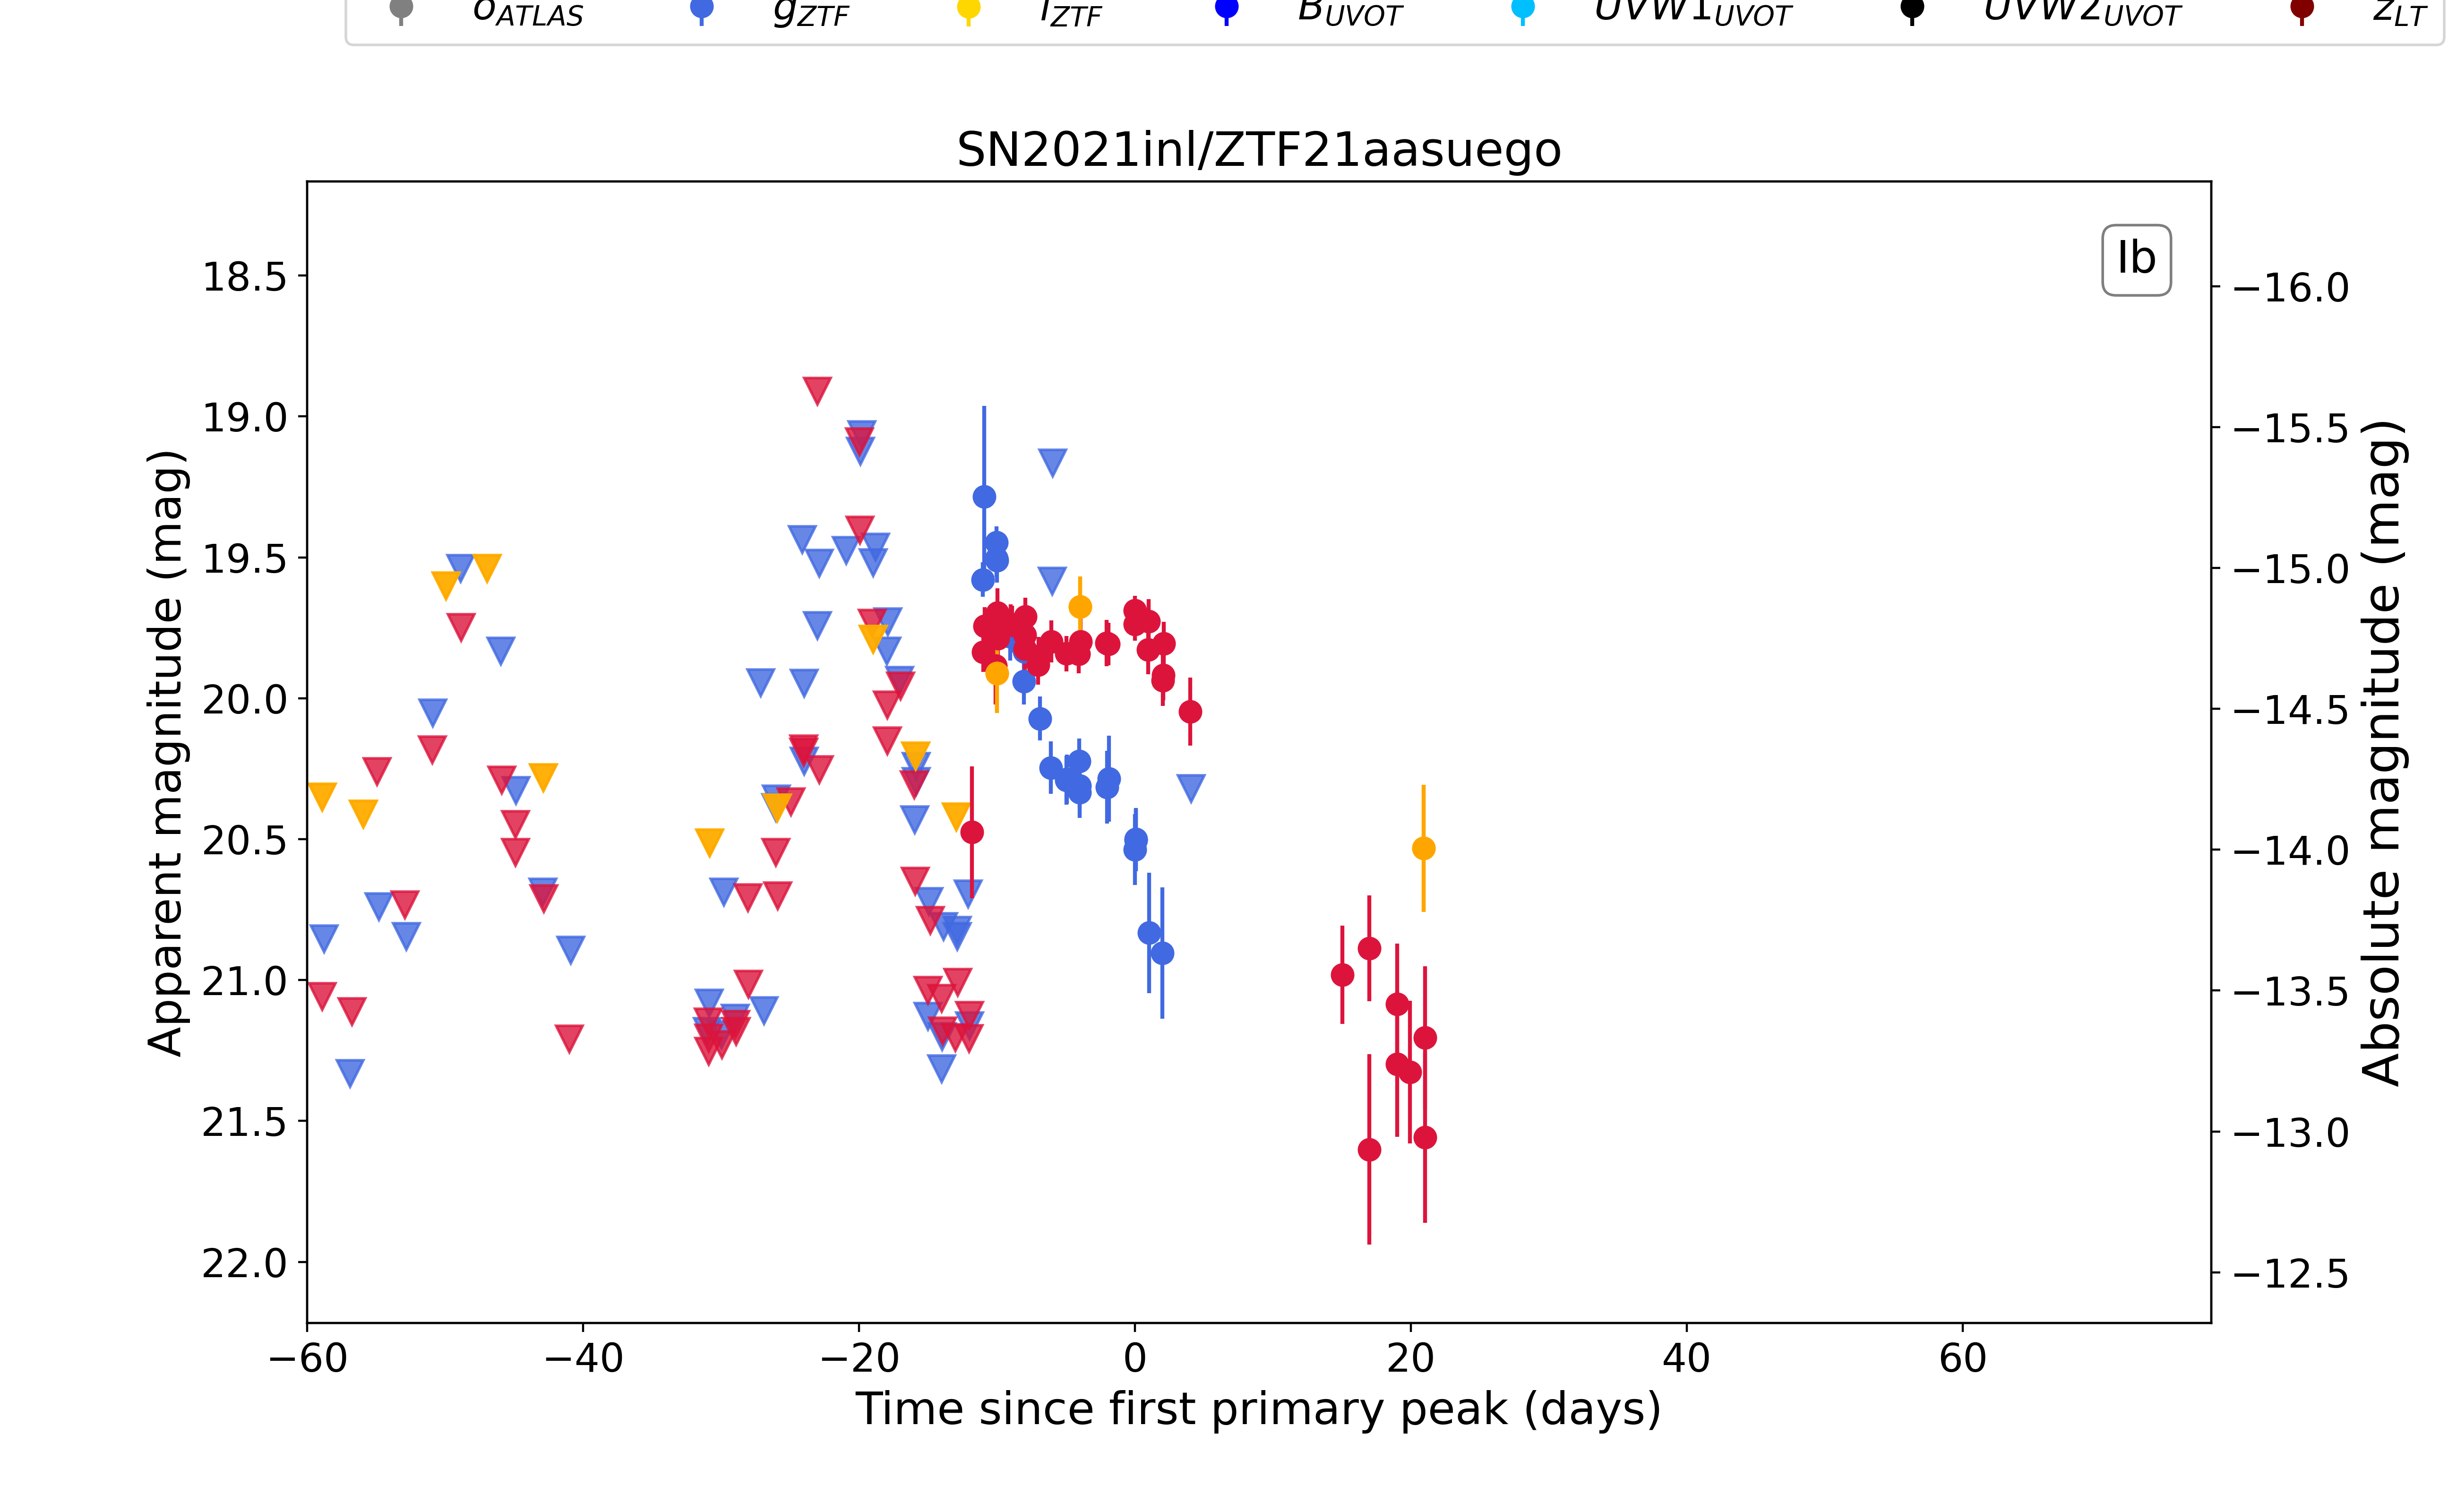 o_ATLAS g_ZTF i_ZTF B_UVOT UVW1_UVOT UVW2_UVOT z_LT
SN2021inl/ZTF21aasuego
Ib
18.5
19.0
19.5
20.0
20.5
21.0
21.5
22.0
Apparent magnitude (mag)
−16.0
−15.5
−15.0
−14.5
−14.0
−13.5
−13.0
−12.5
Absolute magnitude (mag)
−60 −40 −20 0 20 40 60
Time since first primary peak (days)